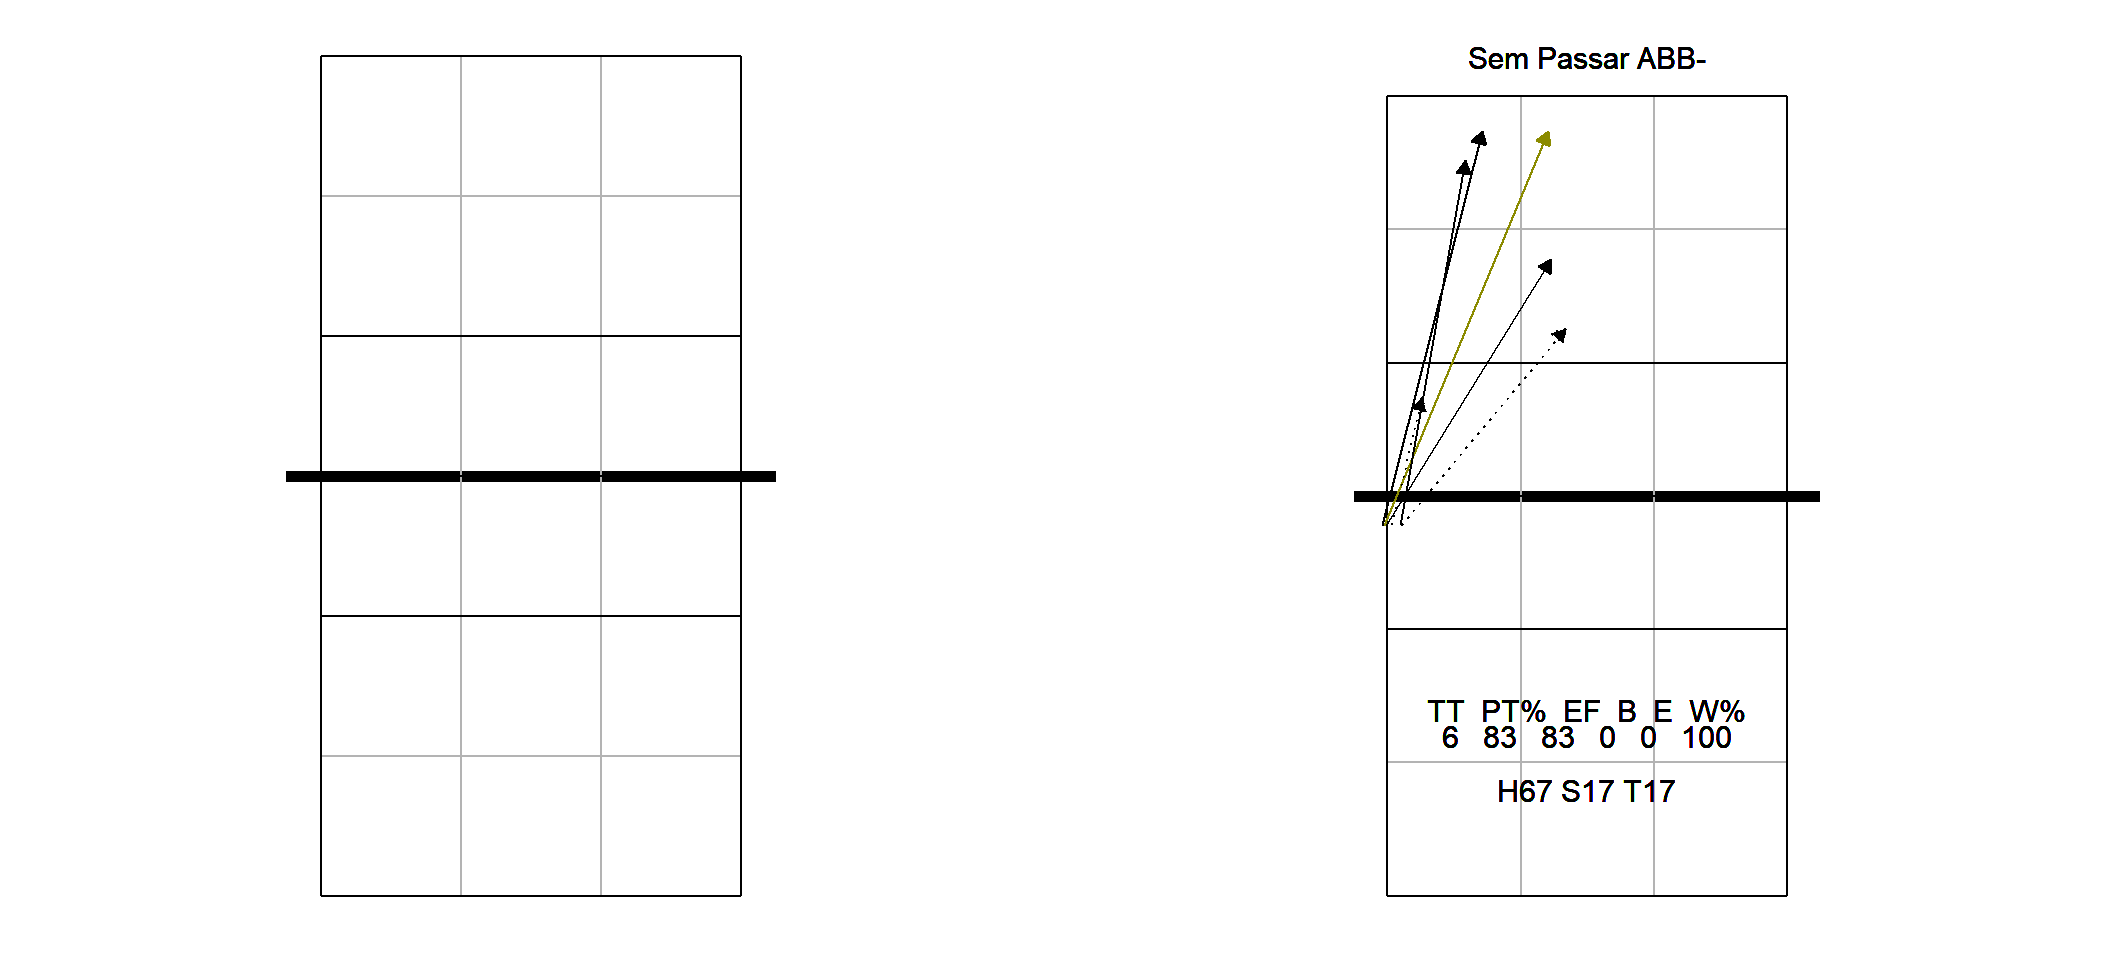 Sem Passar ABB-
TT PT% EF B E W%
6 83 83 0 0 100
H67 S17 T17